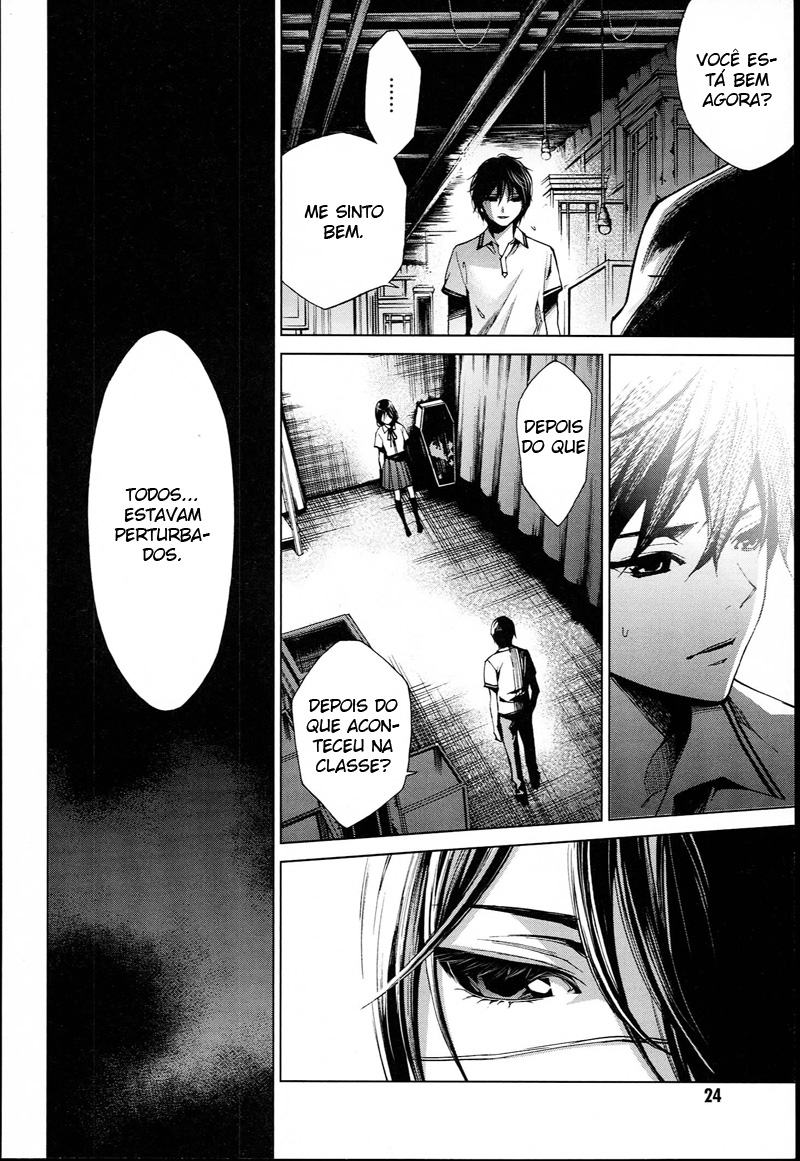 VOCÊ ES-
TÁ BEM
AGORA?
........
ME SINTO
BEM.
DEPOIS
DO QUE
DEPOIS DO
QUE ACON-
TECEU NA
CLASSE?
TODOS...
ESTAVAM
PERTURBA-
DOS.
24